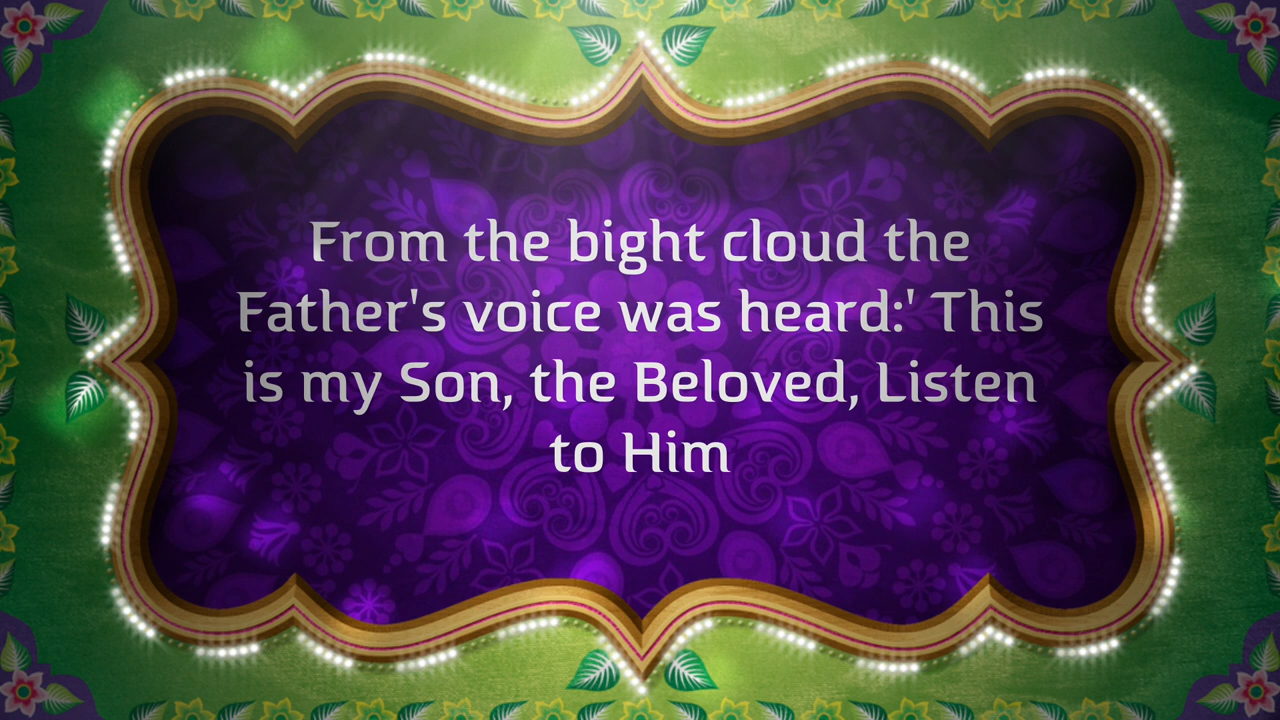 From the bight cloud the
Father's voice was heard:' This
is my Son, the Beloved, Listen
to Him